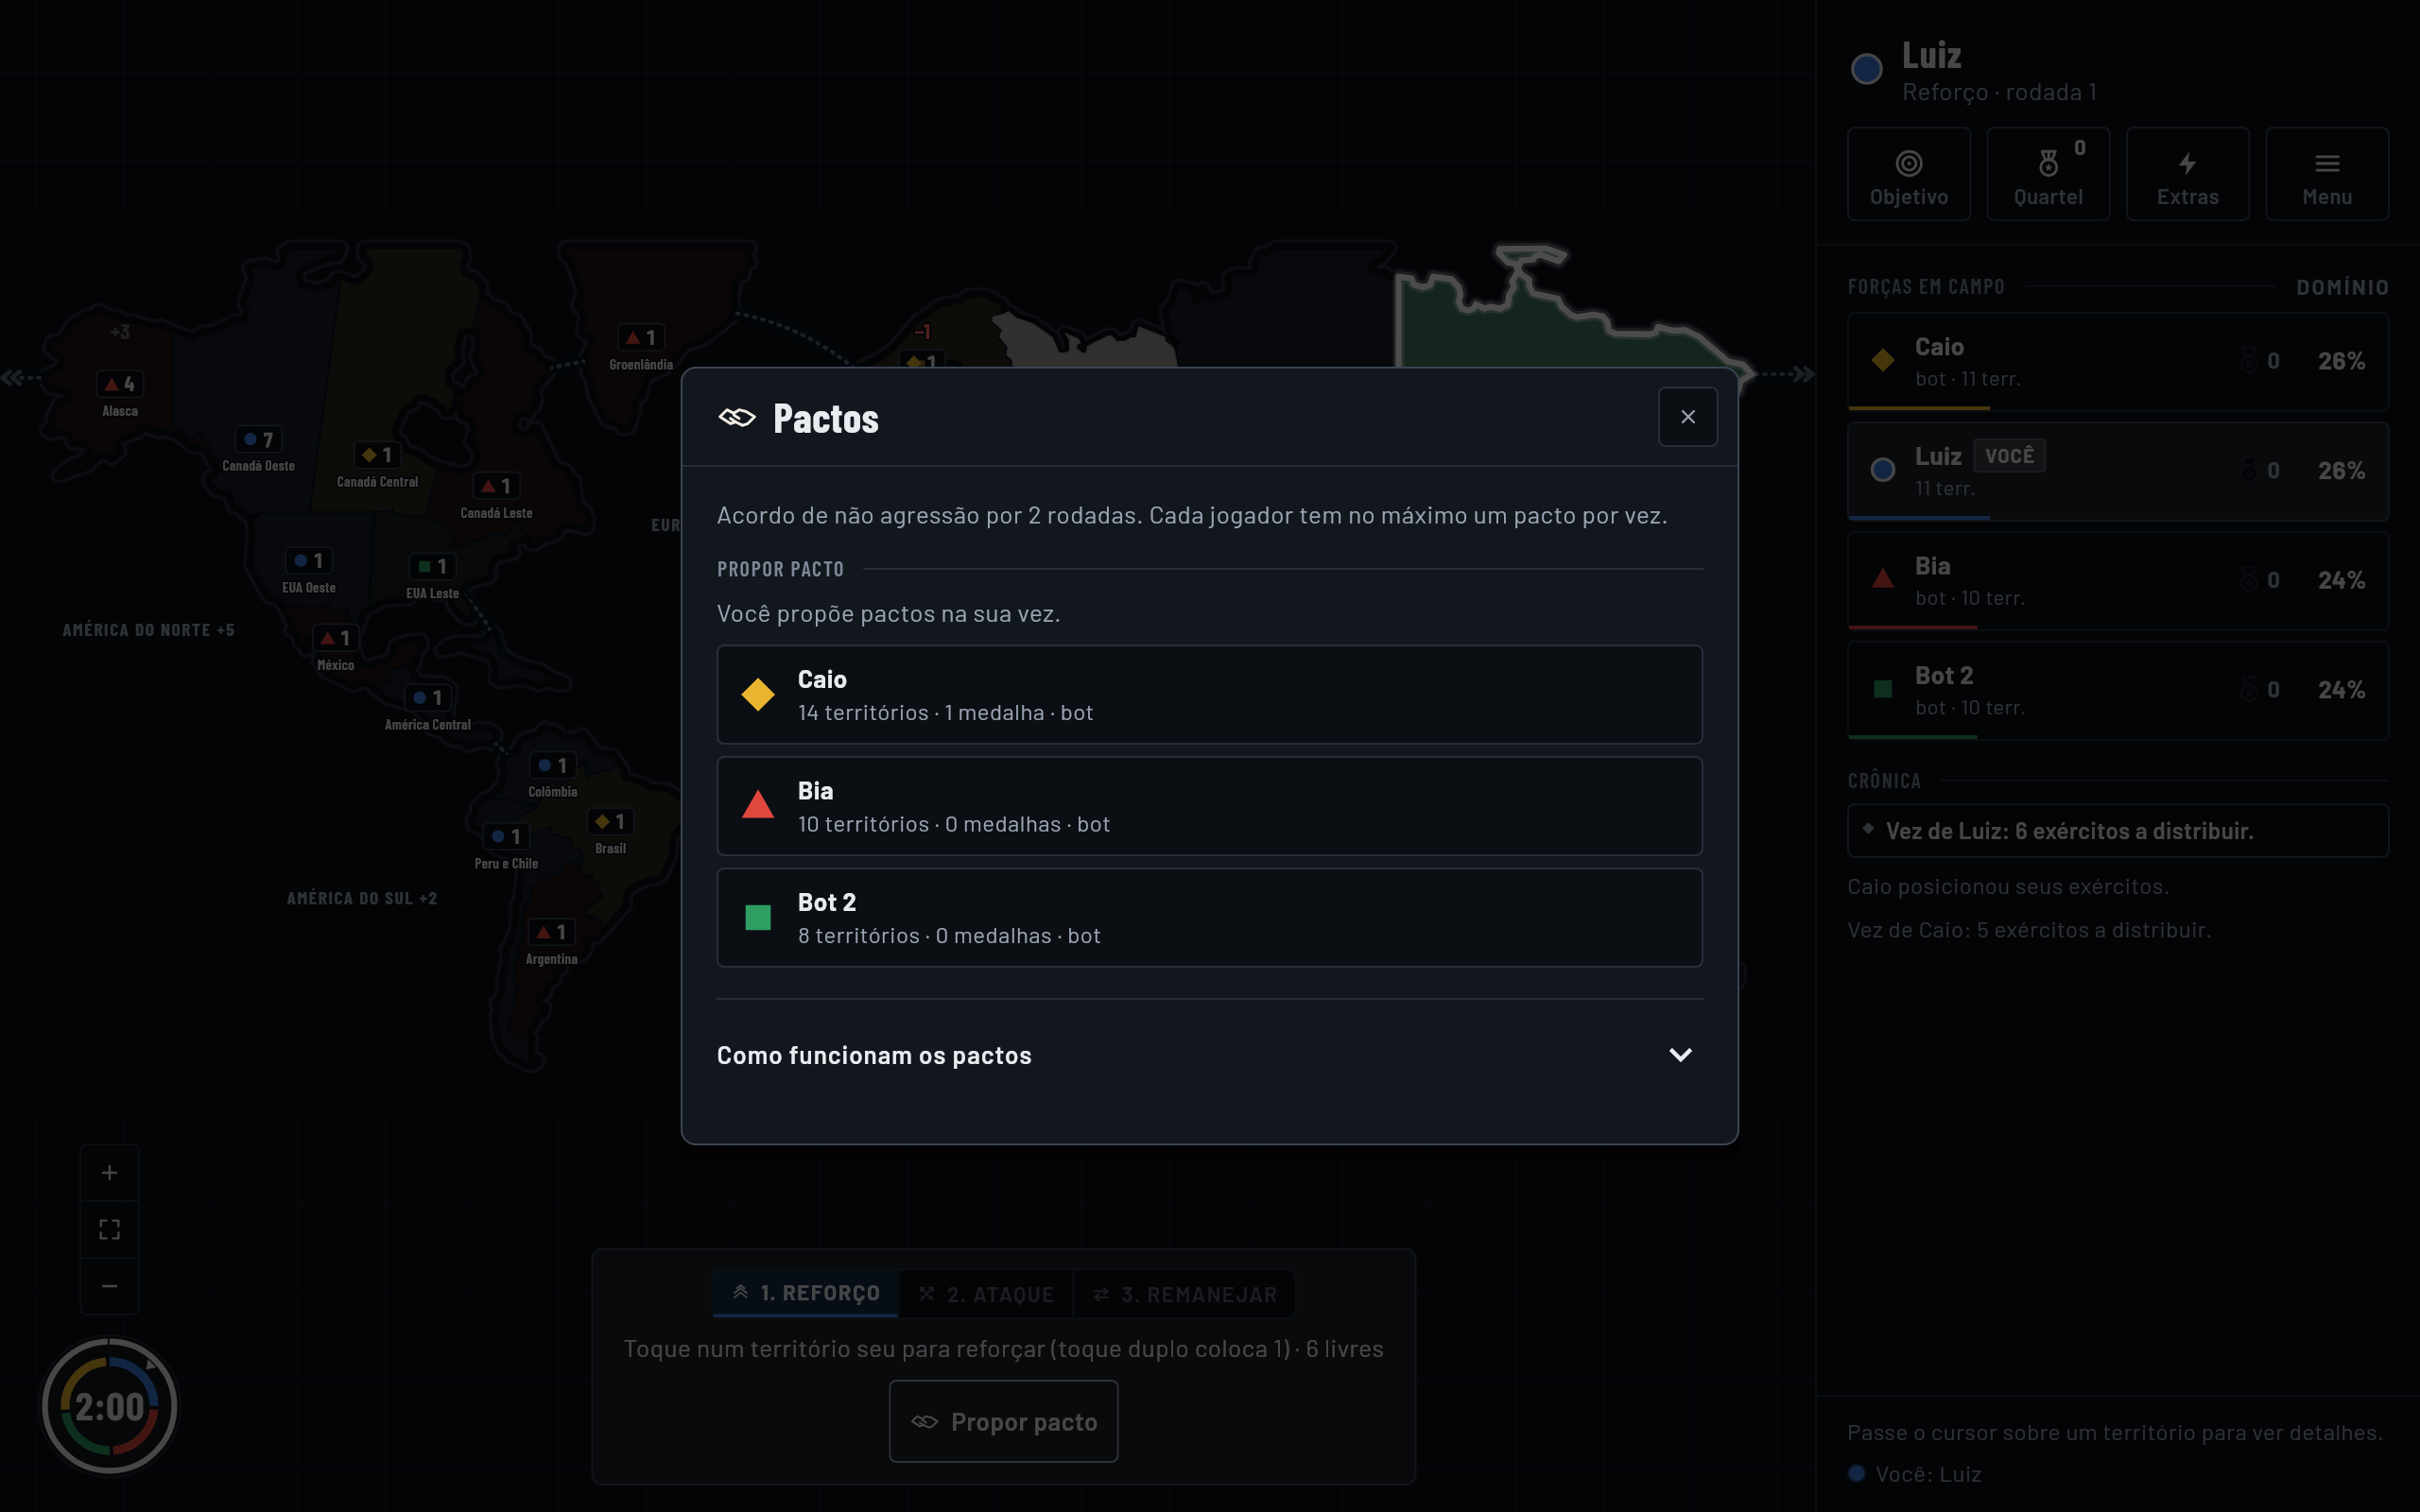 Luiz
Reforço · rodada 1
Objetivo
0
Quartel
Extras
Menu
FORÇAS EM CAMPO
DOMÍNIO
Caio
bot · 11 terr.
0
26%
Luiz VOCÊ
11 terr.
0
26%
Bia
bot · 10 terr.
0
24%
Bot 2
bot · 10 terr.
0
24%
CRÔNICA
Vez de Luiz: 6 exércitos a distribuir.
Caio posicionou seus exércitos.
Vez de Caio: 5 exércitos a distribuir.
Passe o cursor sobre um território para ver detalhes.
Você: Luiz
+3
4
Alasca
7
Canadá Oeste
1
Canadá Central
1
Canadá Leste
1
Groenlândia
-1
1
1
EUA Oeste
1
EUA Leste
AMÉRICA DO NORTE +5
1
México
1
América Central
1
Colômbia
1
Brasil
1
Peru e Chile
AMÉRICA DO SUL +2
1
Argentina
EUR
Pactos
×
Acordo de não agressão por 2 rodadas. Cada jogador tem no máximo um pacto por vez.
PROPOR PACTO
Você propõe pactos na sua vez.
Caio
14 territórios · 1 medalha · bot
Bia
10 territórios · 0 medalhas · bot
Bot 2
8 territórios · 0 medalhas · bot
Como funcionam os pactos
+
−
2:00
1. REFORÇO
2. ATAQUE
3. REMANEJAR
Toque num território seu para reforçar (toque duplo coloca 1) · 6 livres
Propor pacto